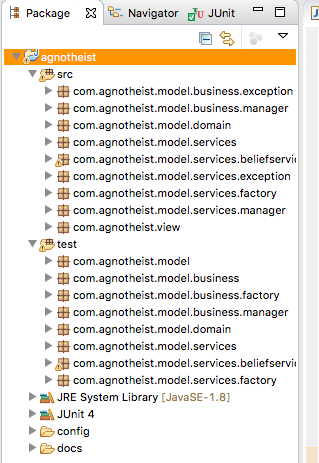 Package Navigator JUnit
agnotheist
src
com.agnotheist.model.business.exception
com.agnotheist.model.business.manager
com.agnotheist.model.domain
com.agnotheist.model.services
com.agnotheist.model.services.beliefservic
com.agnotheist.model.services.exception
com.agnotheist.model.services.factory
com.agnotheist.model.services.manager
com.agnotheist.view
test
com.agnotheist.model
com.agnotheist.model.business
com.agnotheist.model.business.factory
com.agnotheist.model.business.manager
com.agnotheist.model.domain
com.agnotheist.model.services
com.agnotheist.model.services.beliefservic
com.agnotheist.model.services.factory
JRE System Library [JavaSE-1.8]
JUnit 4
config
docs